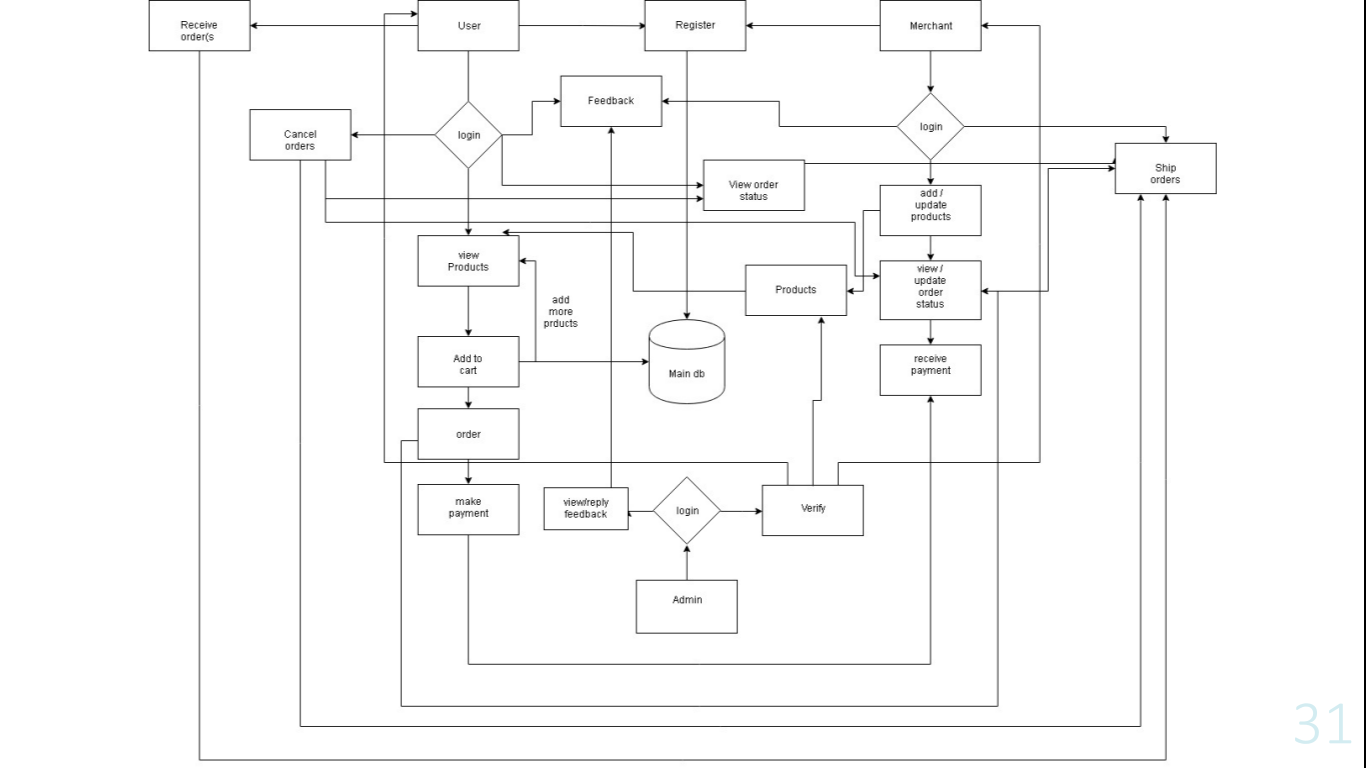 Receive
order(s
User
Register
Merchant
Feedback
Cancel
orders
login
login
Ship
orders
View order
status
add /
update
products
view
Products
view /
update
order
status
Products
add
more
prducts
Add to
cart
Main db
receive
payment
order
make
payment
view/reply
feedback
login
Verify
Admin
31